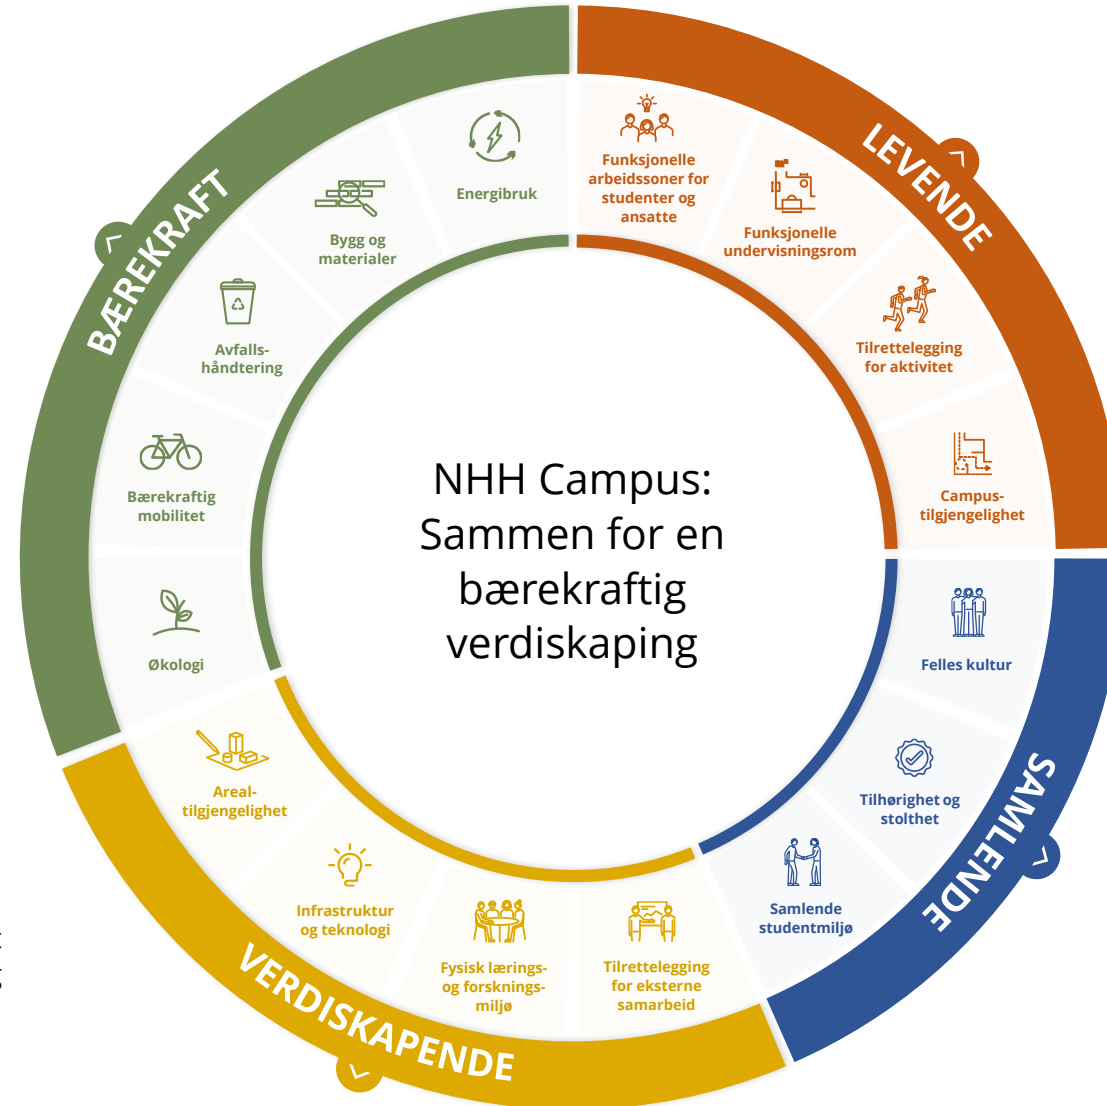 NHH Campus:
Sammen for en
bærekraftig
verdiskaping
LEVENDE
Funksjonelle
arbeidssoner for
studenter og
ansatte
Funksjonelle
undervisningsrom
Tilrettelegging
for aktivitet
Campus-
tilgjengelighet
SAMLENDE
Felles kultur
Tilhørighet og
stolthet
Samlende
studentmiljø
VERDISKAPENDE
Tilrettelegging
for eksterne
samarbeid
Fysisk lærings-
og forsknings-
miljø
Infrastruktur
og teknologi
Areal-
tilgjengelighet
BÆREKRAFT
Økologi
Bærekraftig
mobilitet
Avfalls-
håndtering
Bygg og
materialer
Energibruk